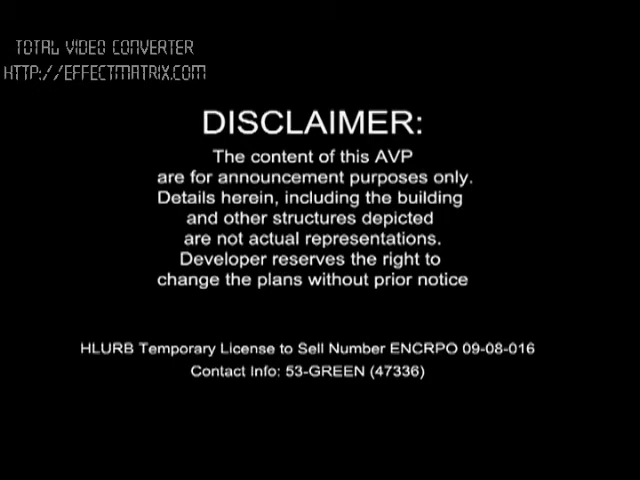 TOTAL VIDEO CONVERTER
HTTP://EFFECTMATRIX.COM
DISCLAIMER:
The content of this AVP
are for announcement purposes only.
Details herein, including the building
and other structures depicted
are not actual representations.
Developer reserves the right to
change the plans without prior notice
HLURB Temporary License to Sell Number ENCRPO 09-08-016
Contact Info: 53-GREEN (47336)